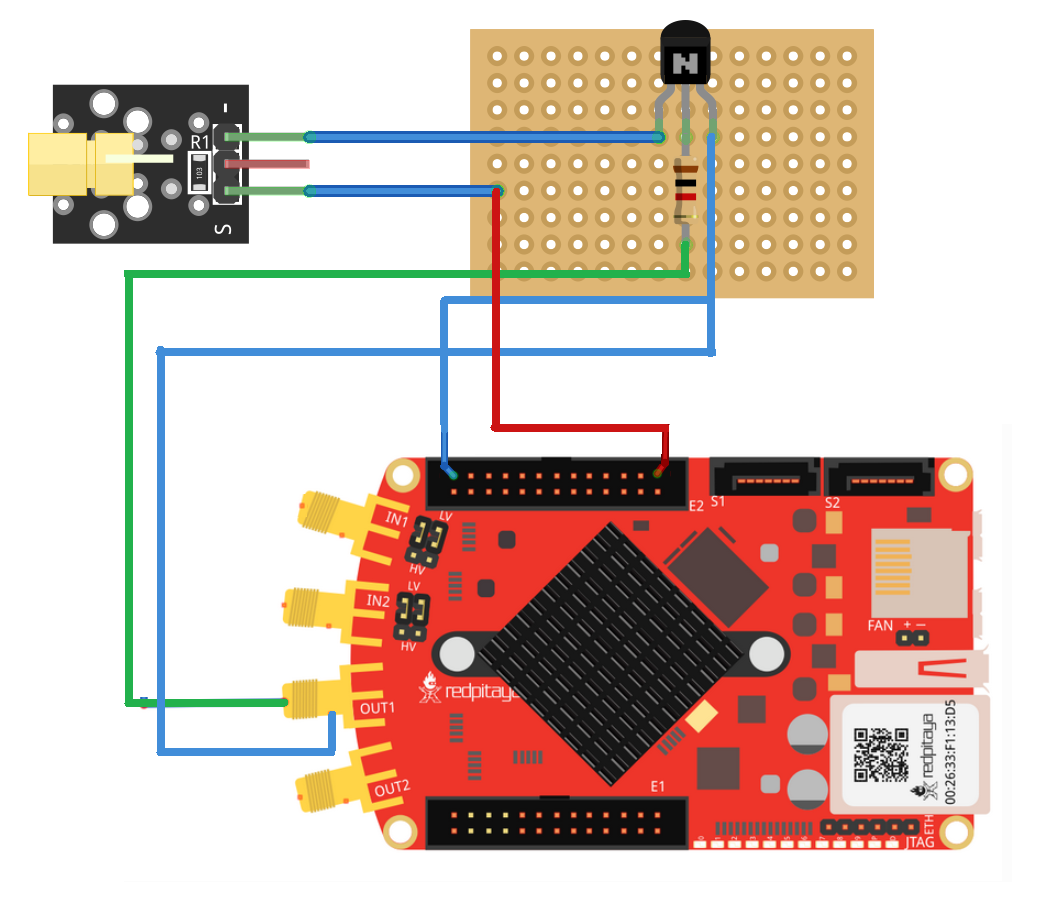 N
-
R1
103
S
E2
S1
S2
IN1
LV
HV
IN2
LV
HV
FAN + -
redpitaya
OUT1
OUT2
E1
redpitaya
00:26:33:F1:13:D5
ETH
JTAG